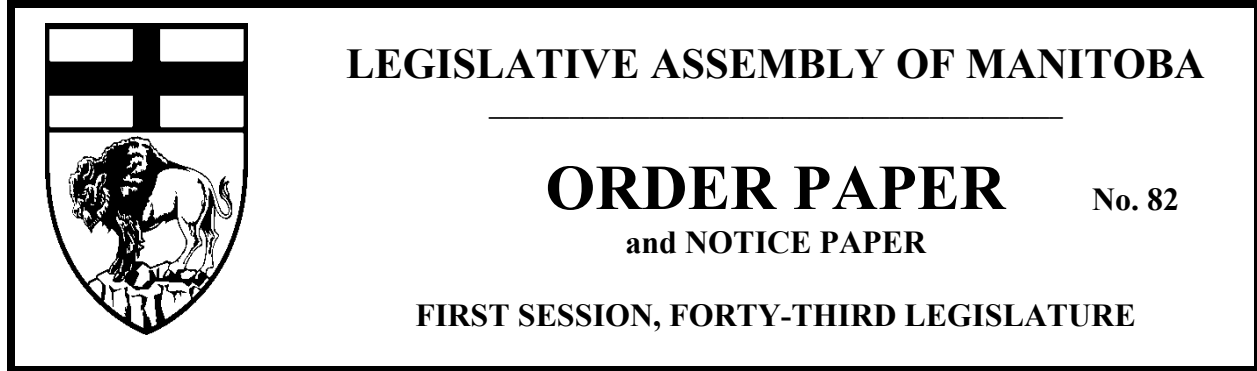 LEGISLATIVE ASSEMBLY OF MANITOBA
ORDER PAPER No. 82
and NOTICE PAPER
FIRST SESSION, FORTY-THIRD LEGISLATURE